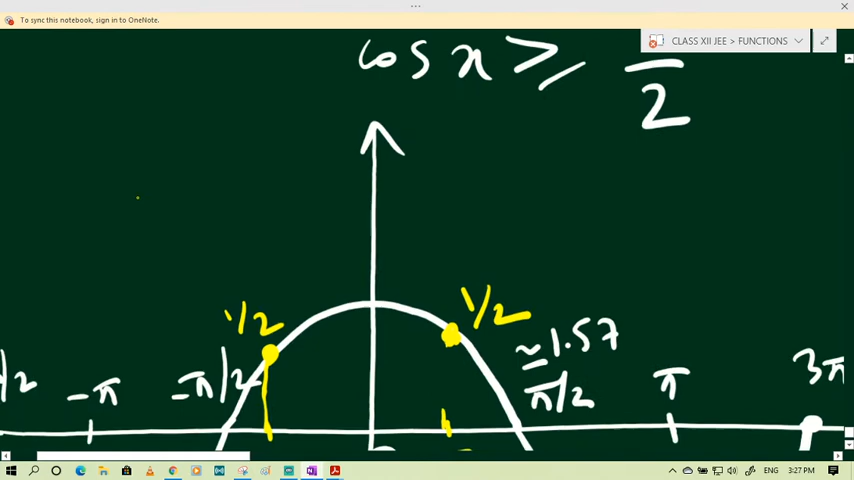 To sync this notebook, sign in to OneNote.
CLASS XII JEE > FUNCTIONS
cos x ≥ /2
1/2
1/2
≃1.57
/2
-π
-π/2
π/2
π
3π
ENG
3:27 PM